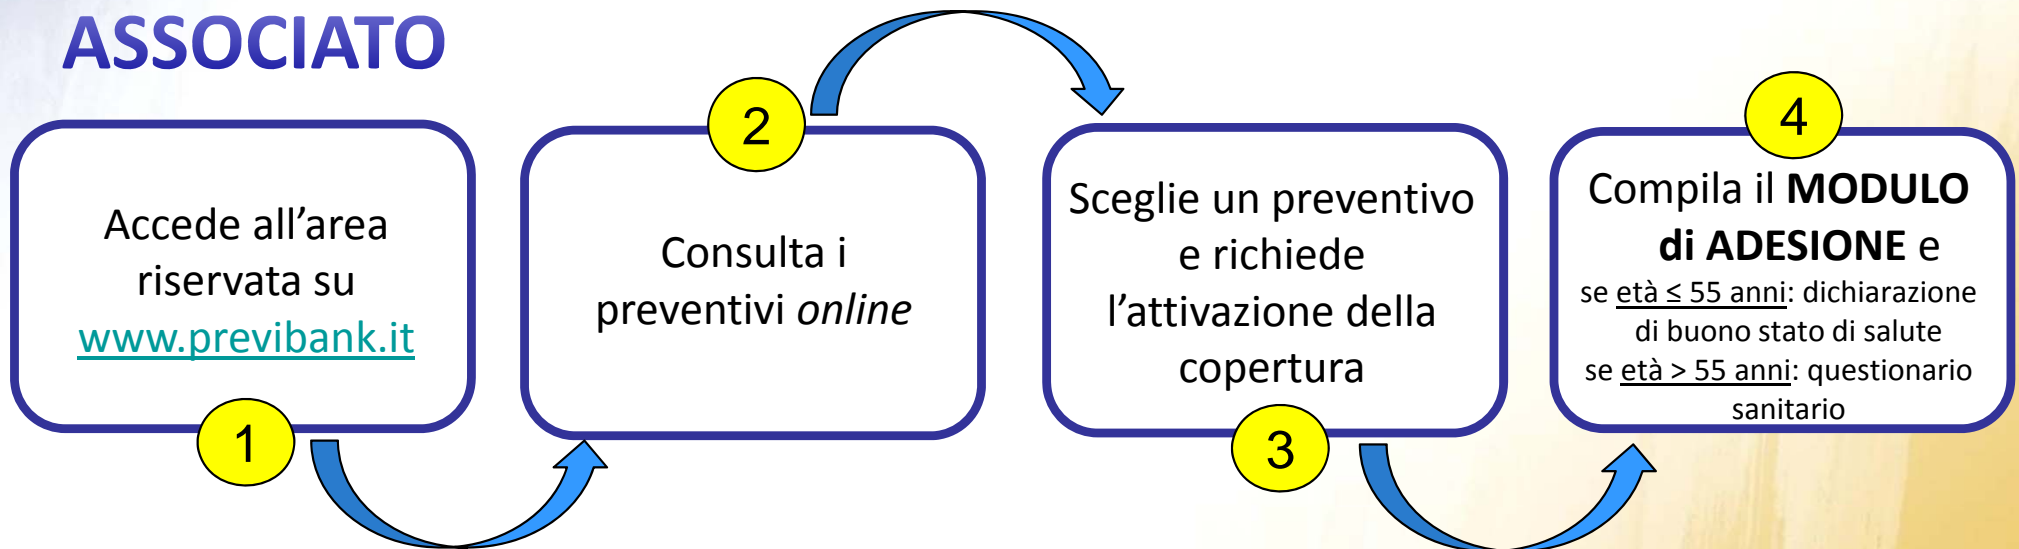 ASSOCIATO
1
Accede all’area
riservata su
www.previbank.it
2
Consulta i
preventivi online
3
Sceglie un preventivo
e richiede
l’attivazione della
copertura
4
Compila il MODULO
di ADESIONE e
se età ≤ 55 anni: dichiarazione
di buono stato di salute
se età > 55 anni: questionario
sanitario